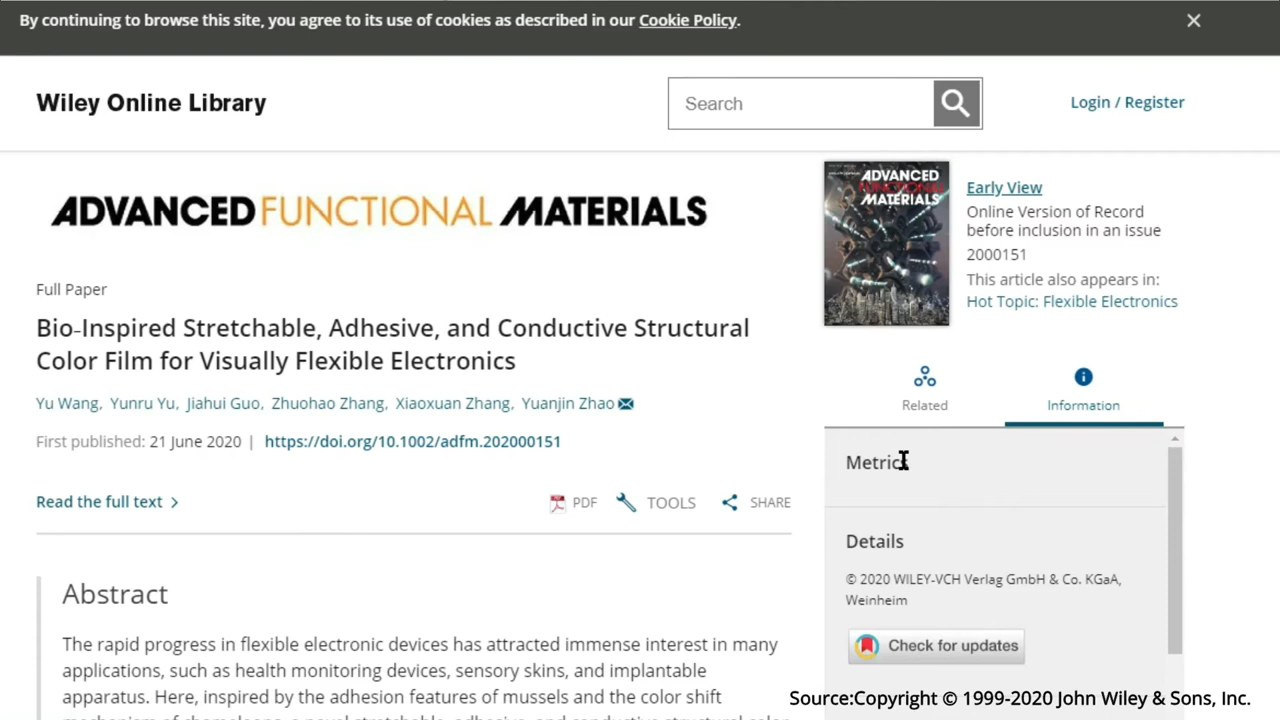 By continuing to browse this site, you agree to its use of cookies as described in our Cookie Policy.
Wiley Online Library
Search
Login / Register
ADVANCED FUNCTIONAL MATERIALS
ADVANCED
FUNCTIONAL
MATERIALS
Early View
Online Version of Record
before inclusion in an issue
2000151
This article also appears in:
Hot Topic: Flexible Electronics
Full Paper
Bio-Inspired Stretchable, Adhesive, and Conductive Structural
Color Film for Visually Flexible Electronics
Yu Wang, Yunru Yu, Jiahui Guo, Zhuohao Zhang, Xiaoxuan Zhang, Yuanjin Zhao
First published: 21 June 2020 | https://doi.org/10.1002/adfm.202000151
Read the full text
PDF
TOOLS
SHARE
Related
Information
Metrics
Details
© 2020 WILEY-VCH Verlag GmbH & Co. KGaA,
Weinheim
Check for updates
Abstract
The rapid progress in flexible electronic devices has attracted immense interest in many
applications, such as health monitoring devices, sensory skins, and implantable
apparatus. Here, inspired by the adhesion features of mussels and the color shift
Source:Copyright © 1999-2020 John Wiley & Sons, Inc.